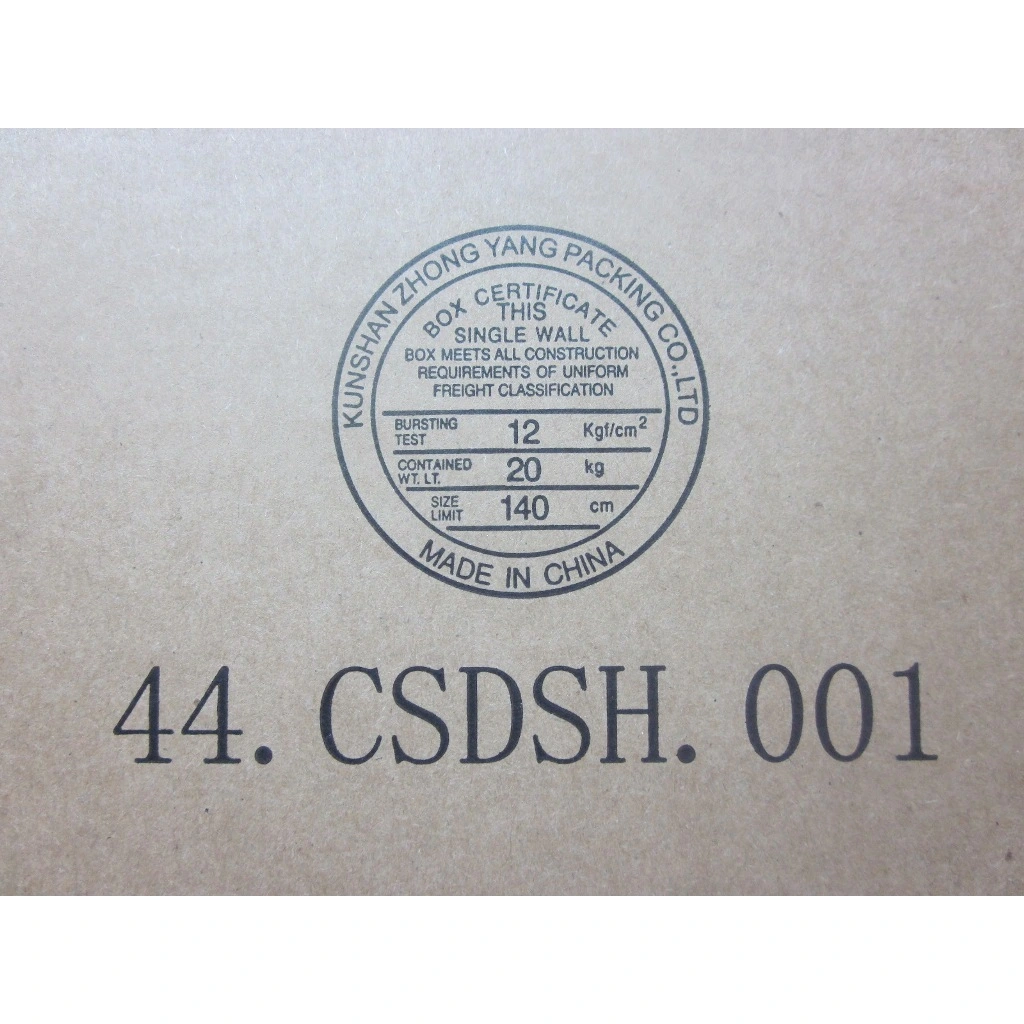 KUNSHAN ZHONG YANG PACKING CO.,LTD
BOX CERTIFICATE
THIS
SINGLE WALL
BOX MEETS ALL CONSTRUCTION
REQUIREMENTS OF UNIFORM
FREIGHT CLASSIFICATION
BURSTING TEST 12 Kgf/cm²
CONTAINED WT. LT. 20 kg
SIZE LIMIT 140 cm
MADE IN CHINA
44. CSDSH. 001